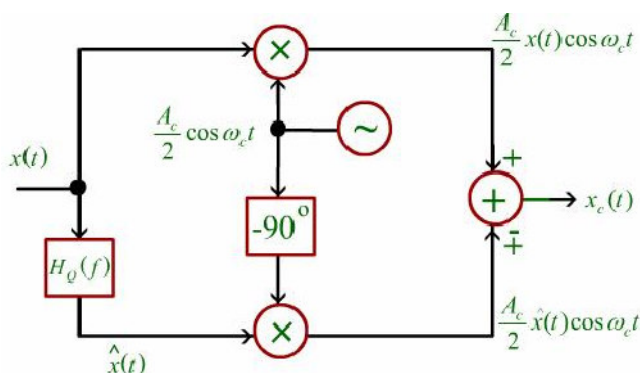 A_c/2 x(t) cos ω_c t
×
A_c/2 cos ω_c t
~
x(t)
+
+
x_c(t)
-90°
∓
H_Q(f)
×
A_c/2 x̂(t) cos ω_c t
x̂(t)